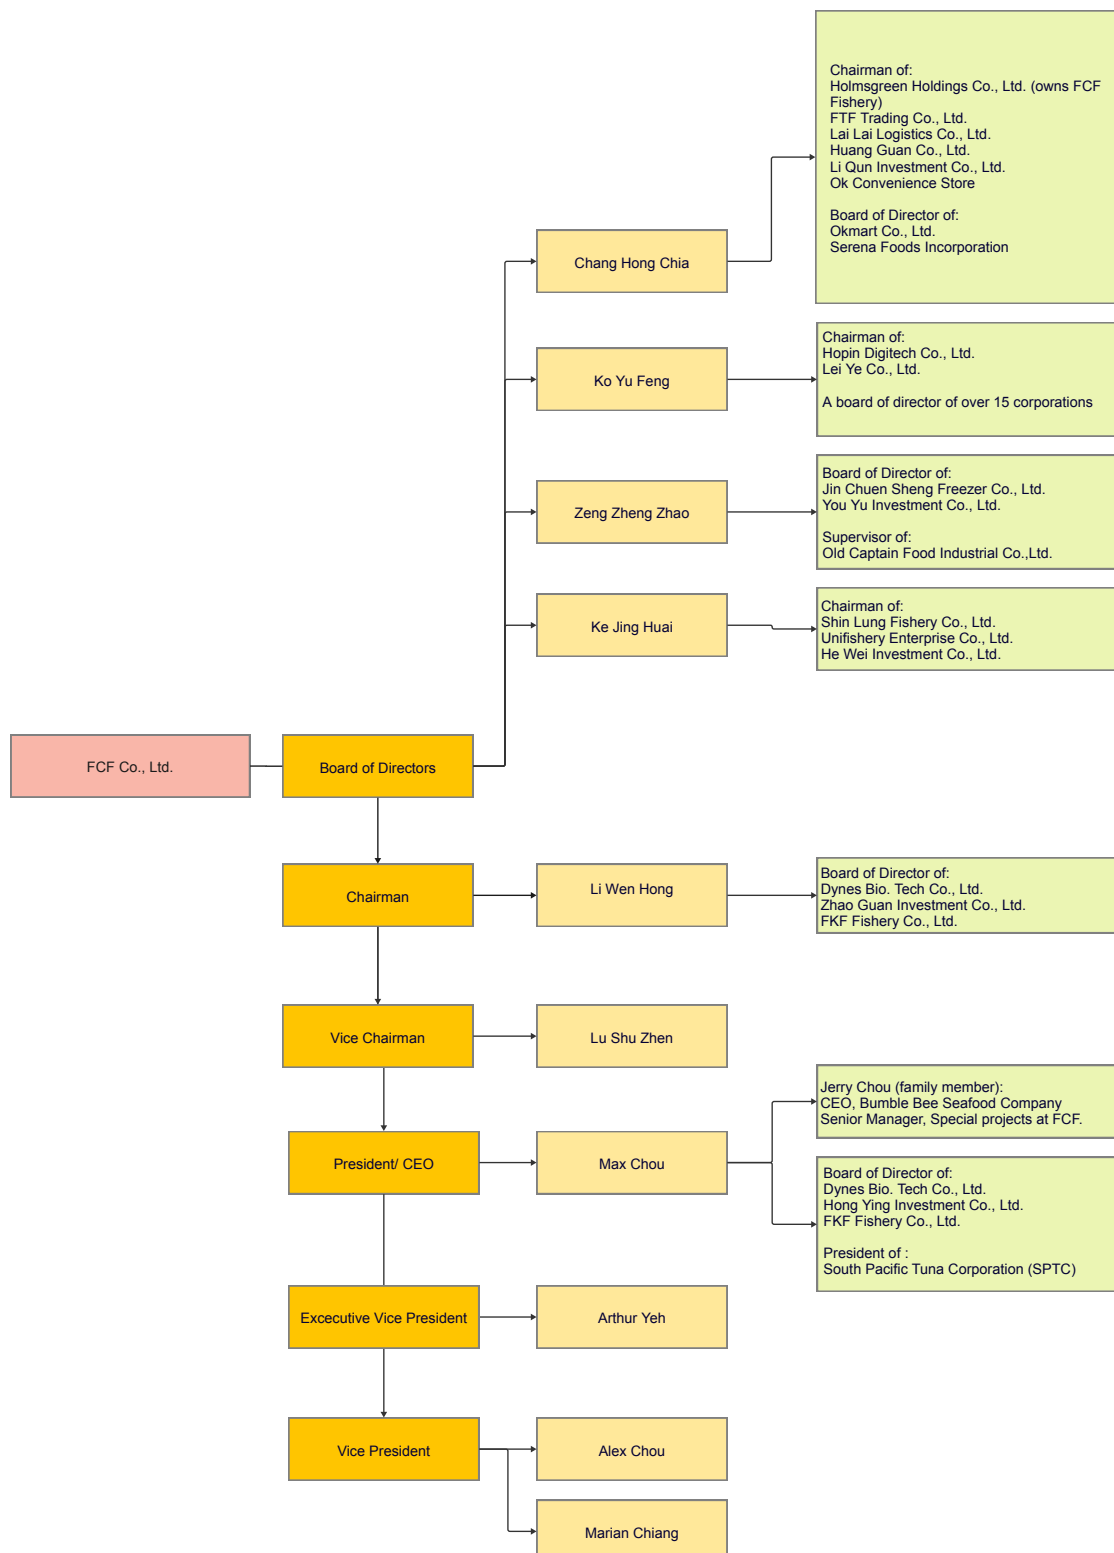 Chairman of:
Holmsgreen Holdings Co., Ltd. (owns FCF
Fishery)
FTF Trading Co., Ltd.
Lai Lai Logistics Co., Ltd.
Huang Guan Co., Ltd.
Li Qun Investment Co., Ltd.
Ok Convenience Store
Board of Director of:
Okmart Co., Ltd.
Serena Foods Incorporation
Chang Hong Chia
Chairman of:
Hopin Digitech Co., Ltd.
Lei Ye Co., Ltd.
A board of director of over 15 corporations
Ko Yu Feng
Board of Director of:
Jin Chuen Sheng Freezer Co., Ltd.
You Yu Investment Co., Ltd.
Supervisor of:
Old Captain Food Industrial Co.,Ltd.
Zeng Zheng Zhao
Chairman of:
Shin Lung Fishery Co., Ltd.
Unifishery Enterprise Co., Ltd.
He Wei Investment Co., Ltd.
Ke Jing Huai
FCF Co., Ltd.
Board of Directors
Chairman
Li Wen Hong
Board of Director of:
Dynes Bio. Tech Co., Ltd.
Zhao Guan Investment Co., Ltd.
FKF Fishery Co., Ltd.
Vice Chairman
Lu Shu Zhen
Jerry Chou (family member):
CEO, Bumble Bee Seafood Company
Senior Manager, Special projects at FCF.
President/ CEO
Max Chou
Board of Director of:
Dynes Bio. Tech Co., Ltd.
Hong Ying Investment Co., Ltd.
FKF Fishery Co., Ltd.
President of :
South Pacific Tuna Corporation (SPTC)
Excecutive Vice President
Arthur Yeh
Vice President
Alex Chou
Marian Chiang